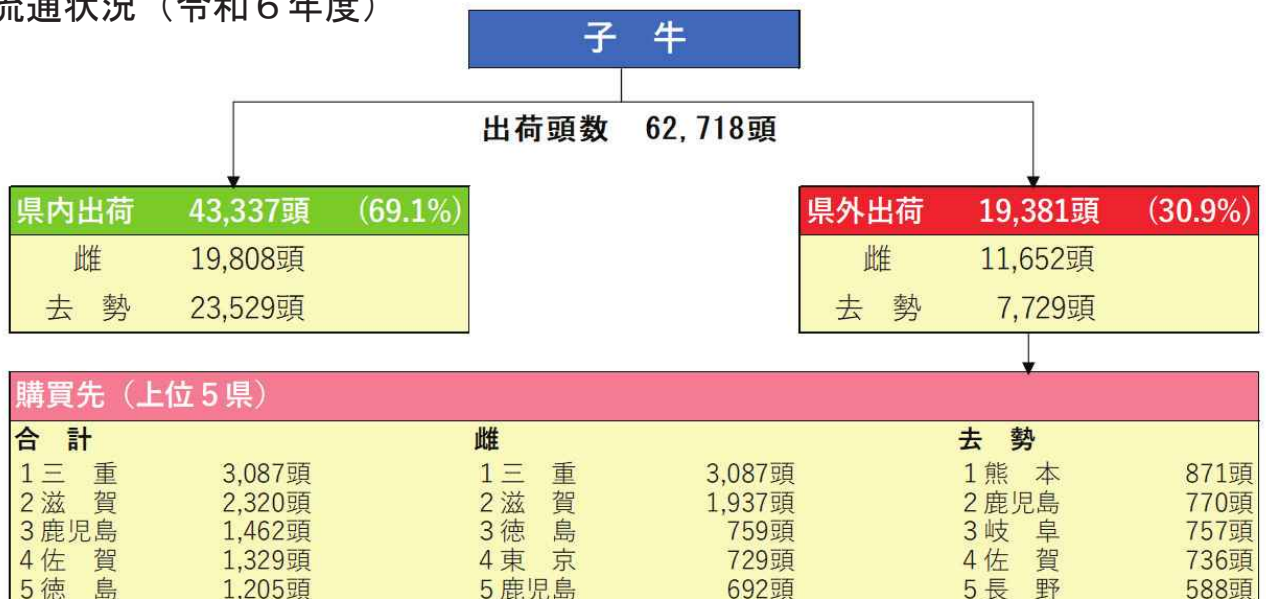 流通状況（令和６年度）
子　牛
出荷頭数　62,718頭
県内出荷　43,337頭　(69.1%)
雌　19,808頭
去　勢　23,529頭
県外出荷　19,381頭　(30.9%)
雌　11,652頭
去　勢　7,729頭
購買先（上位５県）
合　計
1 三　重　3,087頭
2 滋　賀　2,320頭
3 鹿児島　1,462頭
4 佐　賀　1,329頭
5 徳　島　1,205頭
雌
1 三　重　3,087頭
2 滋　賀　1,937頭
3 徳　島　759頭
4 東　京　729頭
5 鹿児島　692頭
去　勢
1 熊　本　871頭
2 鹿児島　770頭
3 岐　阜　757頭
4 佐　賀　736頭
5 長　野　588頭